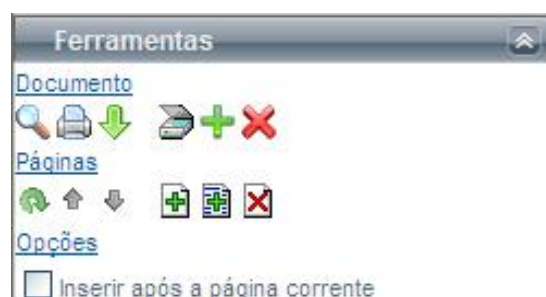 Ferramentas
Documento
Páginas
Opções
Inserir após a página corrente